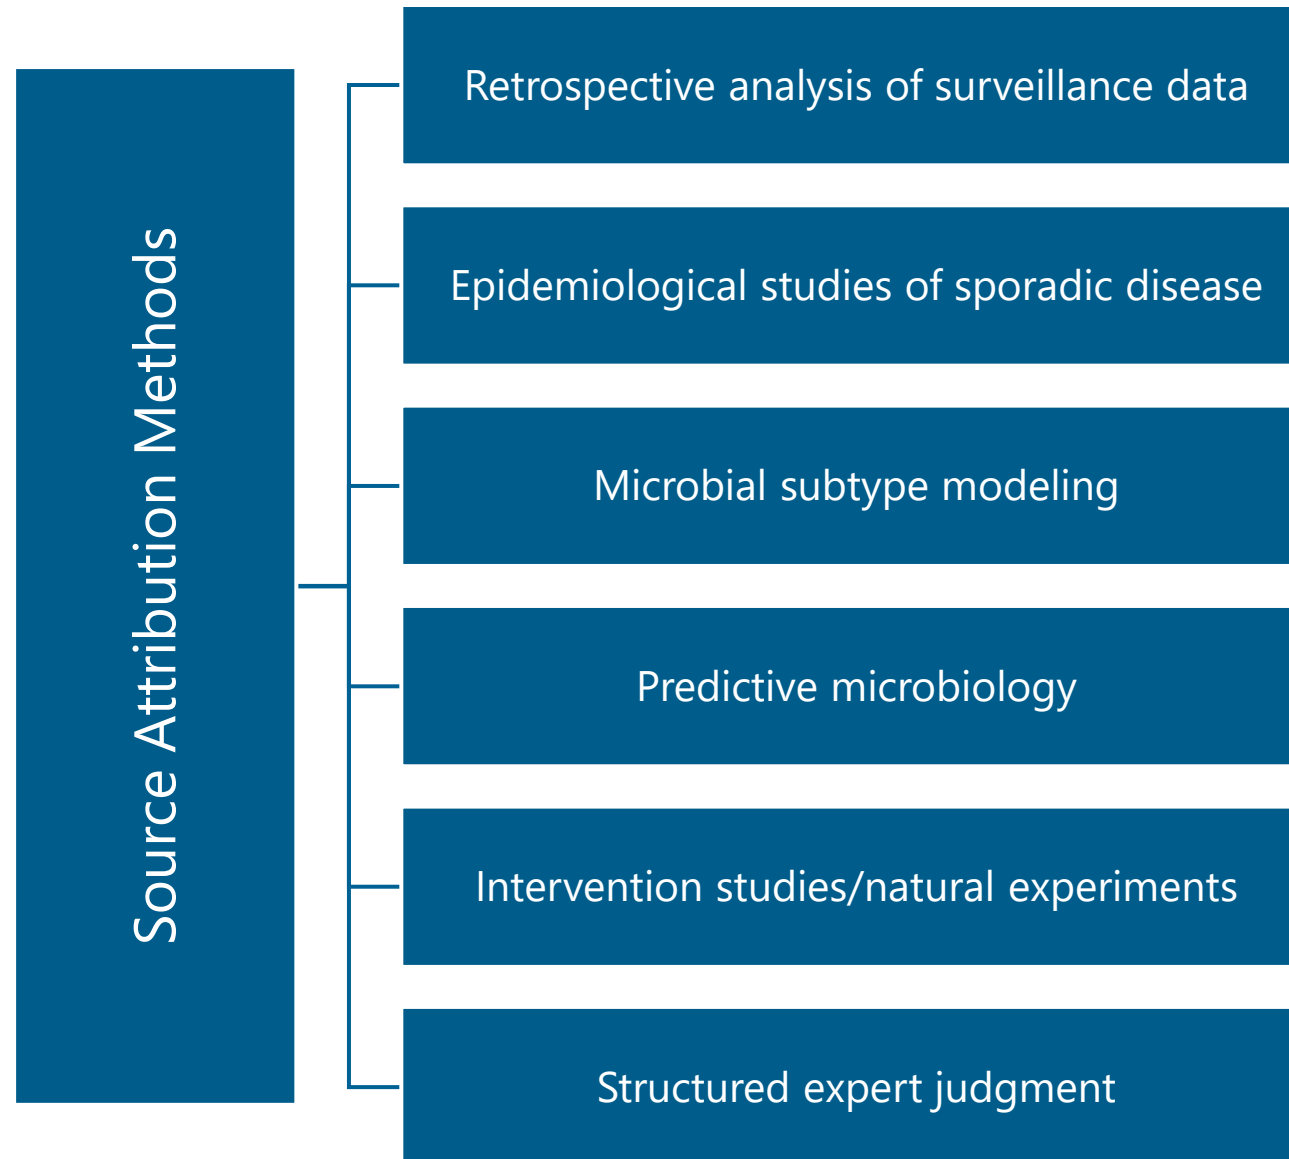 Source Attribution Methods
Retrospective analysis of surveillance data
Epidemiological studies of sporadic disease
Microbial subtype modeling
Predictive microbiology
Intervention studies/natural experiments
Structured expert judgment